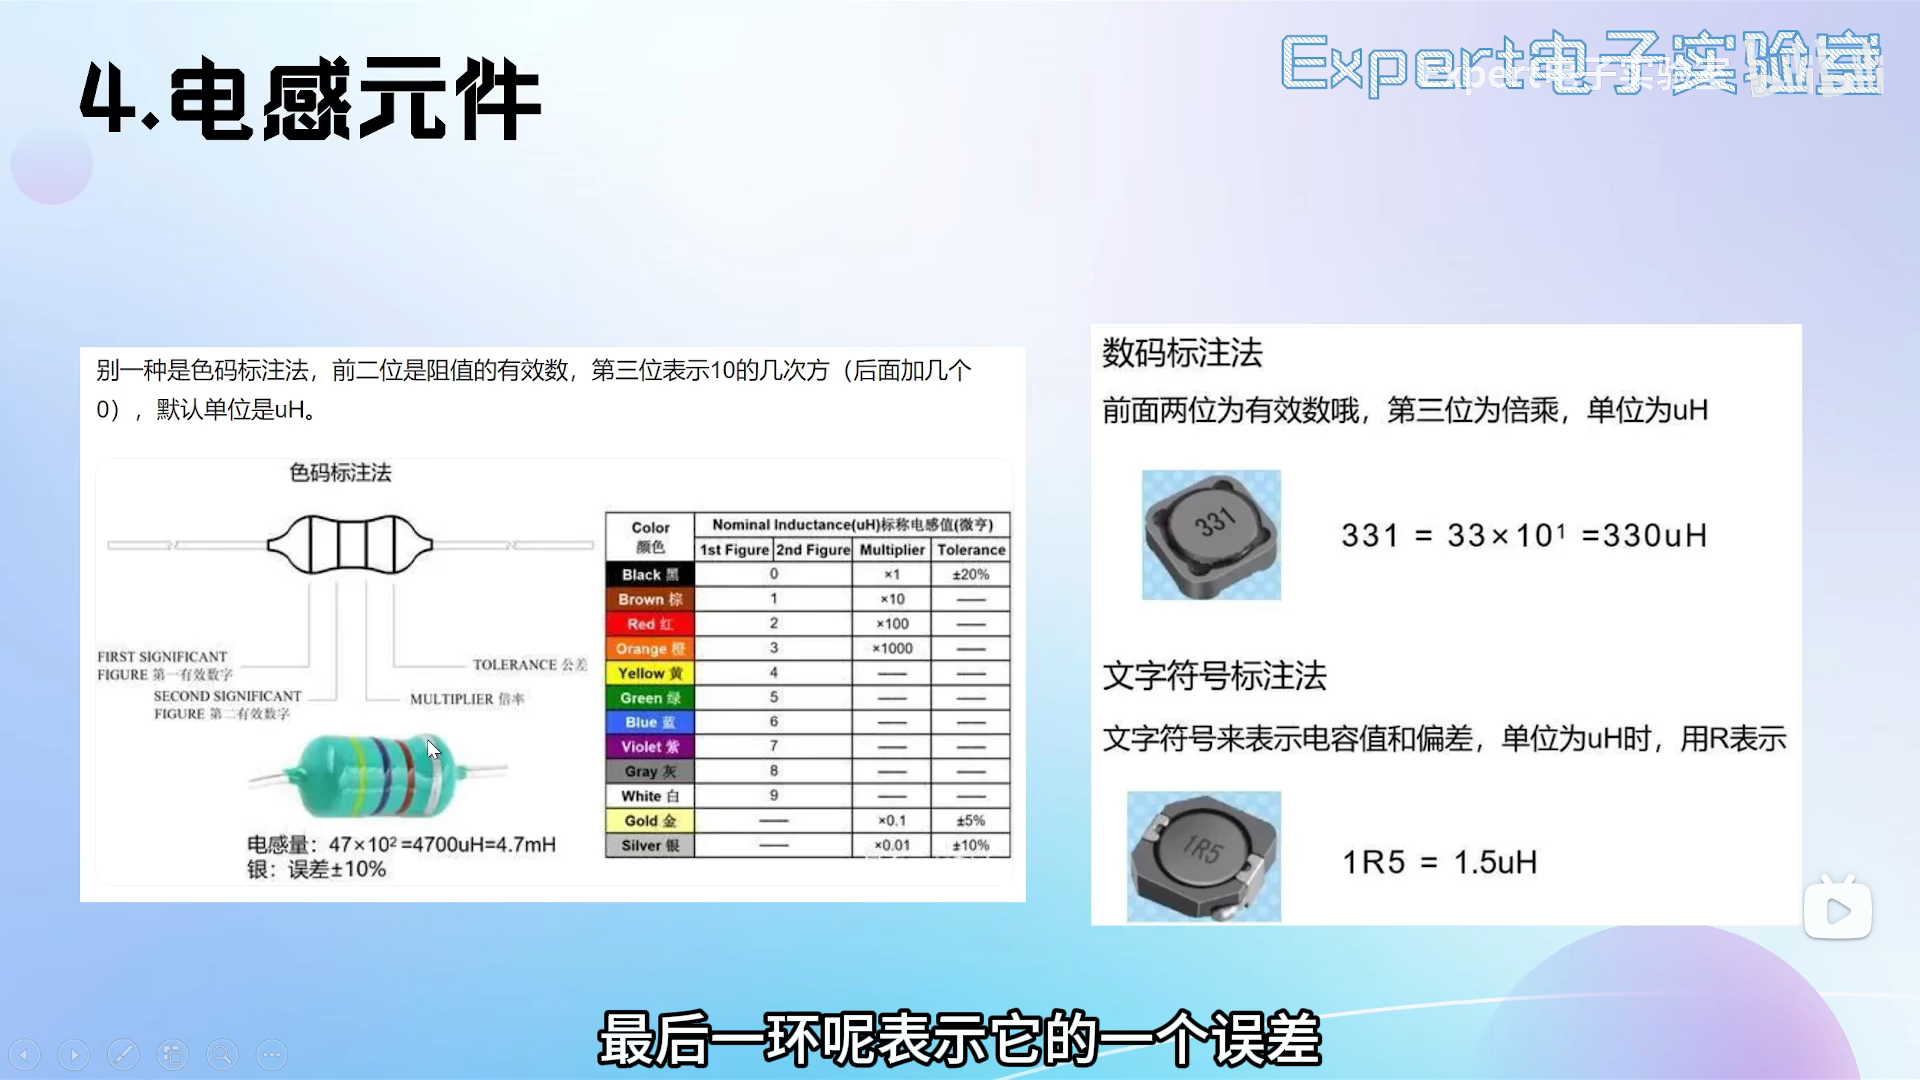 4.电感元件
Expert电子实验室
别一种是色码标注法，前二位是阻值的有效数，第三位表示10的几次方（后面加几个
0），默认单位是uH。
色码标注法
FIRST SIGNIFICANT
FIGURE 第一有效数字
SECOND SIGNIFICANT
FIGURE 第二有效数字
TOLERANCE 公差
MULTIPLIER 倍率
电感量：47×10² =4700uH=4.7mH
银：误差±10%
Color 颜色 Nominal Inductance(uH)标称电感值(微亨)
1st Figure 2nd Figure Multiplier Tolerance
Black 黑 0 ×1 ±20%
Brown 棕 1 ×10 ——
Red 红 2 ×100 ——
Orange 橙 3 ×1000 ——
Yellow 黄 4 —— ——
Green 绿 5 —— ——
Blue 蓝 6 —— ——
Violet 紫 7 —— ——
Gray 灰 8 —— ——
White 白 9 —— ——
Gold 金 —— ×0.1 ±5%
Silver 银 —— ×0.01 ±10%
数码标注法
前面两位为有效数哦，第三位为倍乘，单位为uH
331
331 = 33×10¹ =330uH
文字符号标注法
文字符号来表示电容值和偏差，单位为uH时，用R表示
1R5
1R5 = 1.5uH
最后一环呢表示它的一个误差